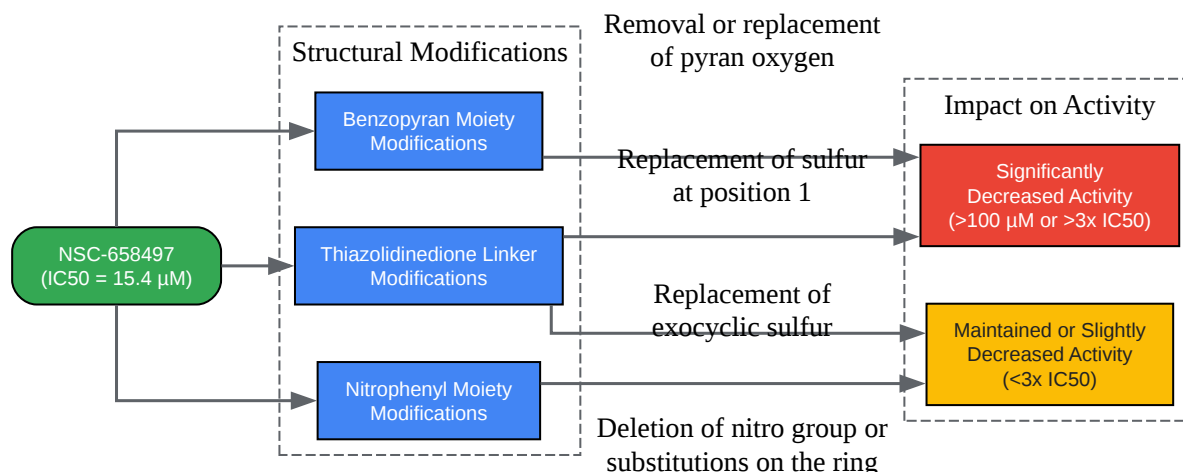 Removal or replacement
of pyran oxygen
Structural Modifications
Impact on Activity
Benzopyran Moiety
Modifications
Replacement of sulfur
at position 1
Significantly
Decreased Activity
(>100 µM or >3x IC50)
NSC-658497
(IC50 = 15.4 µM)
Thiazolidinedione Linker
Modifications
Replacement of
exocyclic sulfur
Maintained or Slightly
Decreased Activity
(<3x IC50)
Nitrophenyl Moiety
Modifications
Deletion of nitro group or
substitutions on the ring